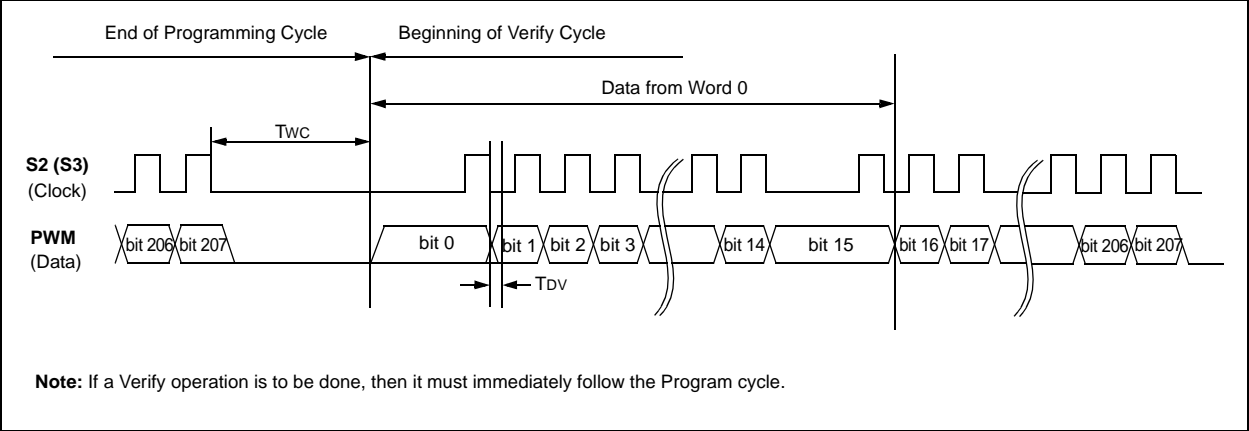 End of Programming Cycle
Beginning of Verify Cycle
Data from Word 0
TWC
S2 (S3)
(Clock)
PWM
(Data)
bit 206
bit 207
bit 0
bit 1
bit 2
bit 3
bit 14
bit 15
bit 16
bit 17
bit 206
bit 207
TDV
Note: If a Verify operation is to be done, then it must immediately follow the Program cycle.